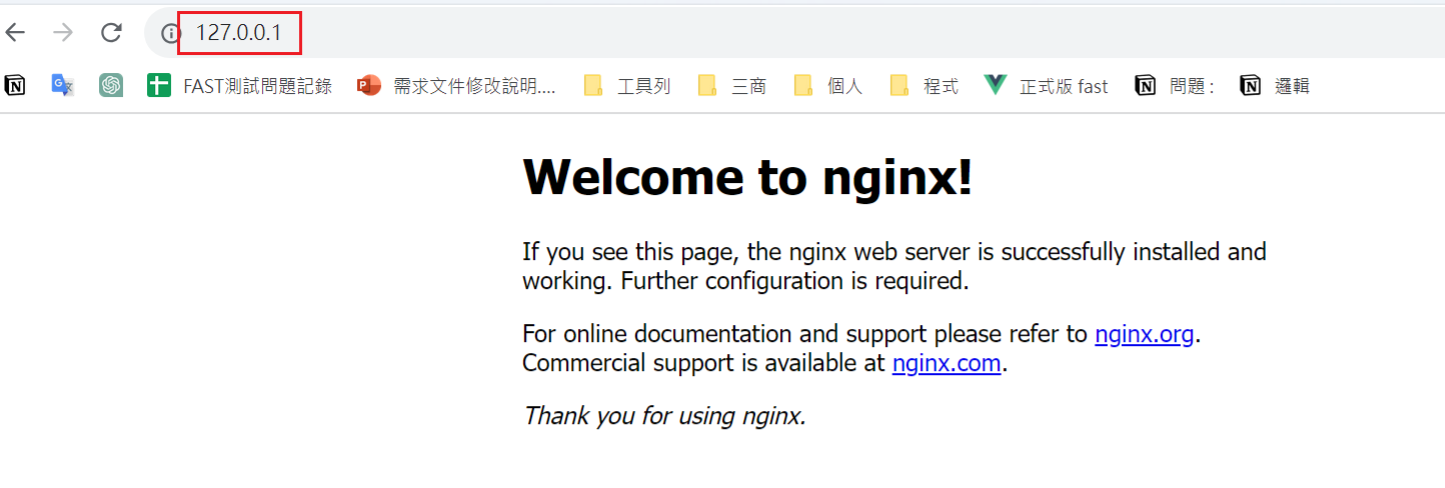 127.0.0.1
FAST測試問題記錄 需求文件修改說明.... 工具列 三商 個人 程式 正式版 fast 問題 : 邏輯
Welcome to nginx!
If you see this page, the nginx web server is successfully installed and
working. Further configuration is required.
For online documentation and support please refer to nginx.org.
Commercial support is available at nginx.com.
Thank you for using nginx.